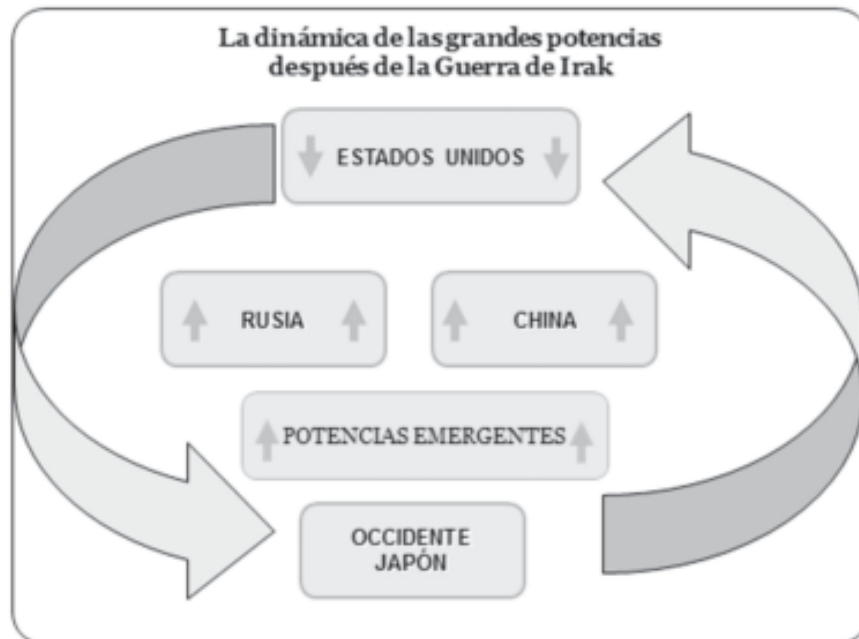 La dinámica de las grandes potencias
después de la Guerra de Irak
ESTADOS UNIDOS
RUSIA
CHINA
POTENCIAS EMERGENTES
OCCIDENTE
JAPÓN